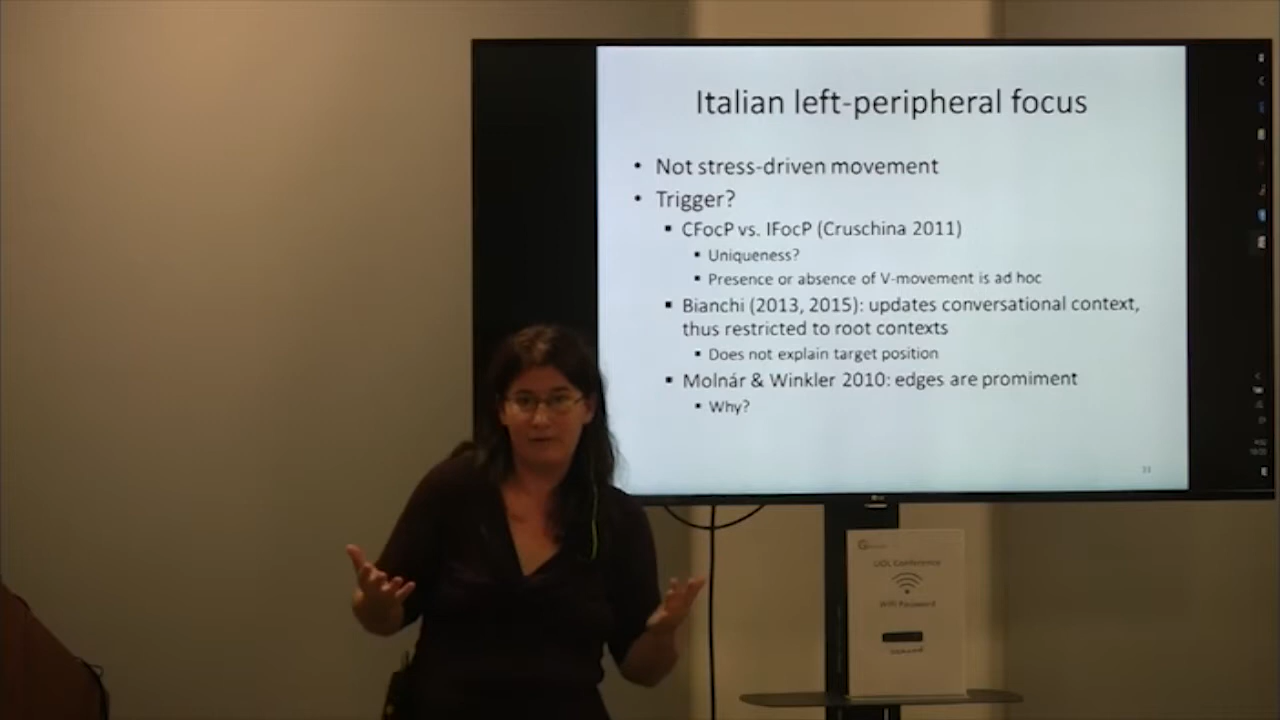 Italian left-peripheral focus
• Not stress-driven movement
• Trigger?
▪ CFocP vs. IFocP (Cruschina 2011)
▪ Uniqueness?
▪ Presence or absence of V-movement is ad hoc
▪ Bianchi (2013, 2015): updates conversational context,
thus restricted to root contexts
▪ Does not explain target position
▪ Molnár & Winkler 2010: edges are promiment
▪ Why?
Conference
WiFi Password